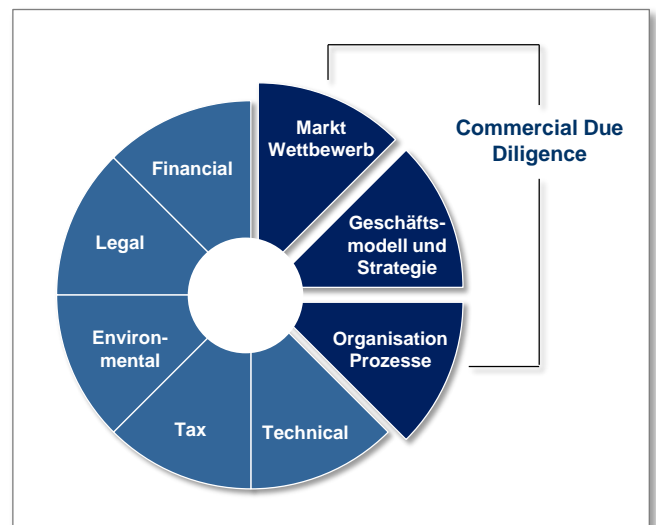 Markt
Wettbewerb
Commercial Due
Diligence
Financial
Geschäfts-
modell und
Strategie
Legal
Organisation
Prozesse
Environ-
mental
Tax
Technical